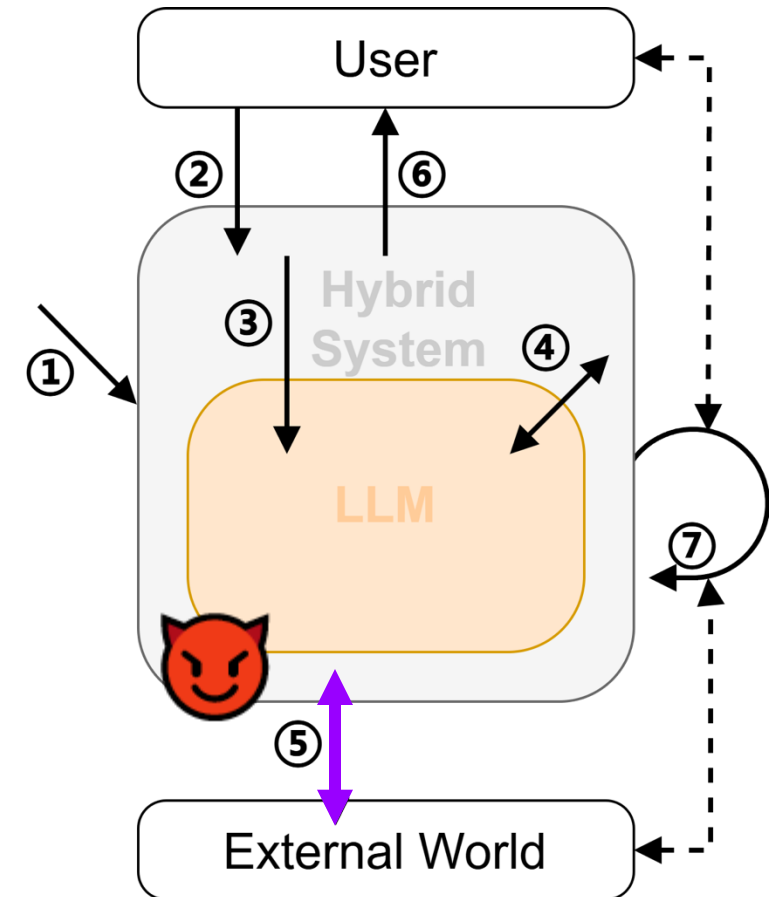 User
②
⑥
Hybrid
System
③
④
①
LLM
⑦
⑤
External World